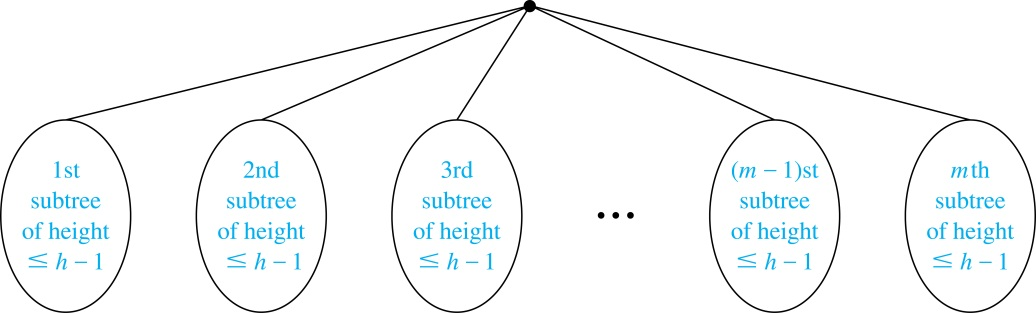 1st
subtree
of height
≤ h − 1
2nd
subtree
of height
≤ h − 1
3rd
subtree
of height
≤ h − 1
...
(m − 1)st
subtree
of height
≤ h − 1
mth
subtree
of height
≤ h − 1